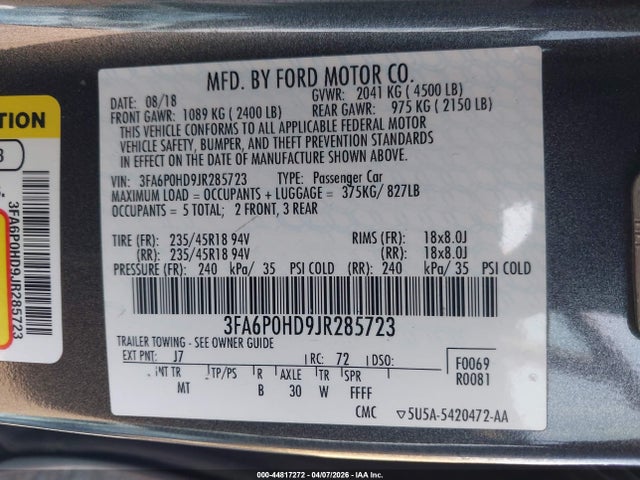 MFD. BY FORD MOTOR CO.
DATE: 08/18 GVWR: 2041 KG ( 4500 LB)
FRONT GAWR: 1089 KG ( 2400 LB) REAR GAWR: 975 KG ( 2150 LB)
THIS VEHICLE CONFORMS TO ALL APPLICABLE FEDERAL MOTOR
VEHICLE SAFETY, BUMPER, AND THEFT PREVENTION STANDARDS
IN EFFECT ON THE DATE OF MANUFACTURE SHOWN ABOVE.
VIN: 3FA6P0HD9JR285723 TYPE: Passenger Car
MAXIMUM LOAD = OCCUPANTS + LUGGAGE = 375KG/ 827LB
OCCUPANTS = 5 TOTAL; 2 FRONT, 3 REAR
TIRE (FR): 235/45R18 94V RIMS (FR): 18x8.0J
(RR): 235/45R18 94V (RR): 18x8.0J
PRESSURE (FR): 240 kPa/ 35 PSI COLD (RR): 240 kPa/ 35 PSI COLD
3FA6P0HD9JR285723
TRAILER TOWING - SEE OWNER GUIDE
EXT PNT: J7 RC: 72 DSO:
INT TR TP/PS R AXLE TR SPR
MT B 30 W FFFF
F0069
R0081
CMC ▽5U5A-5420472-AA
TION
3
3FA6P0HD9JR285723
000-44817272 - 04/07/2026 - IAAI Inc.